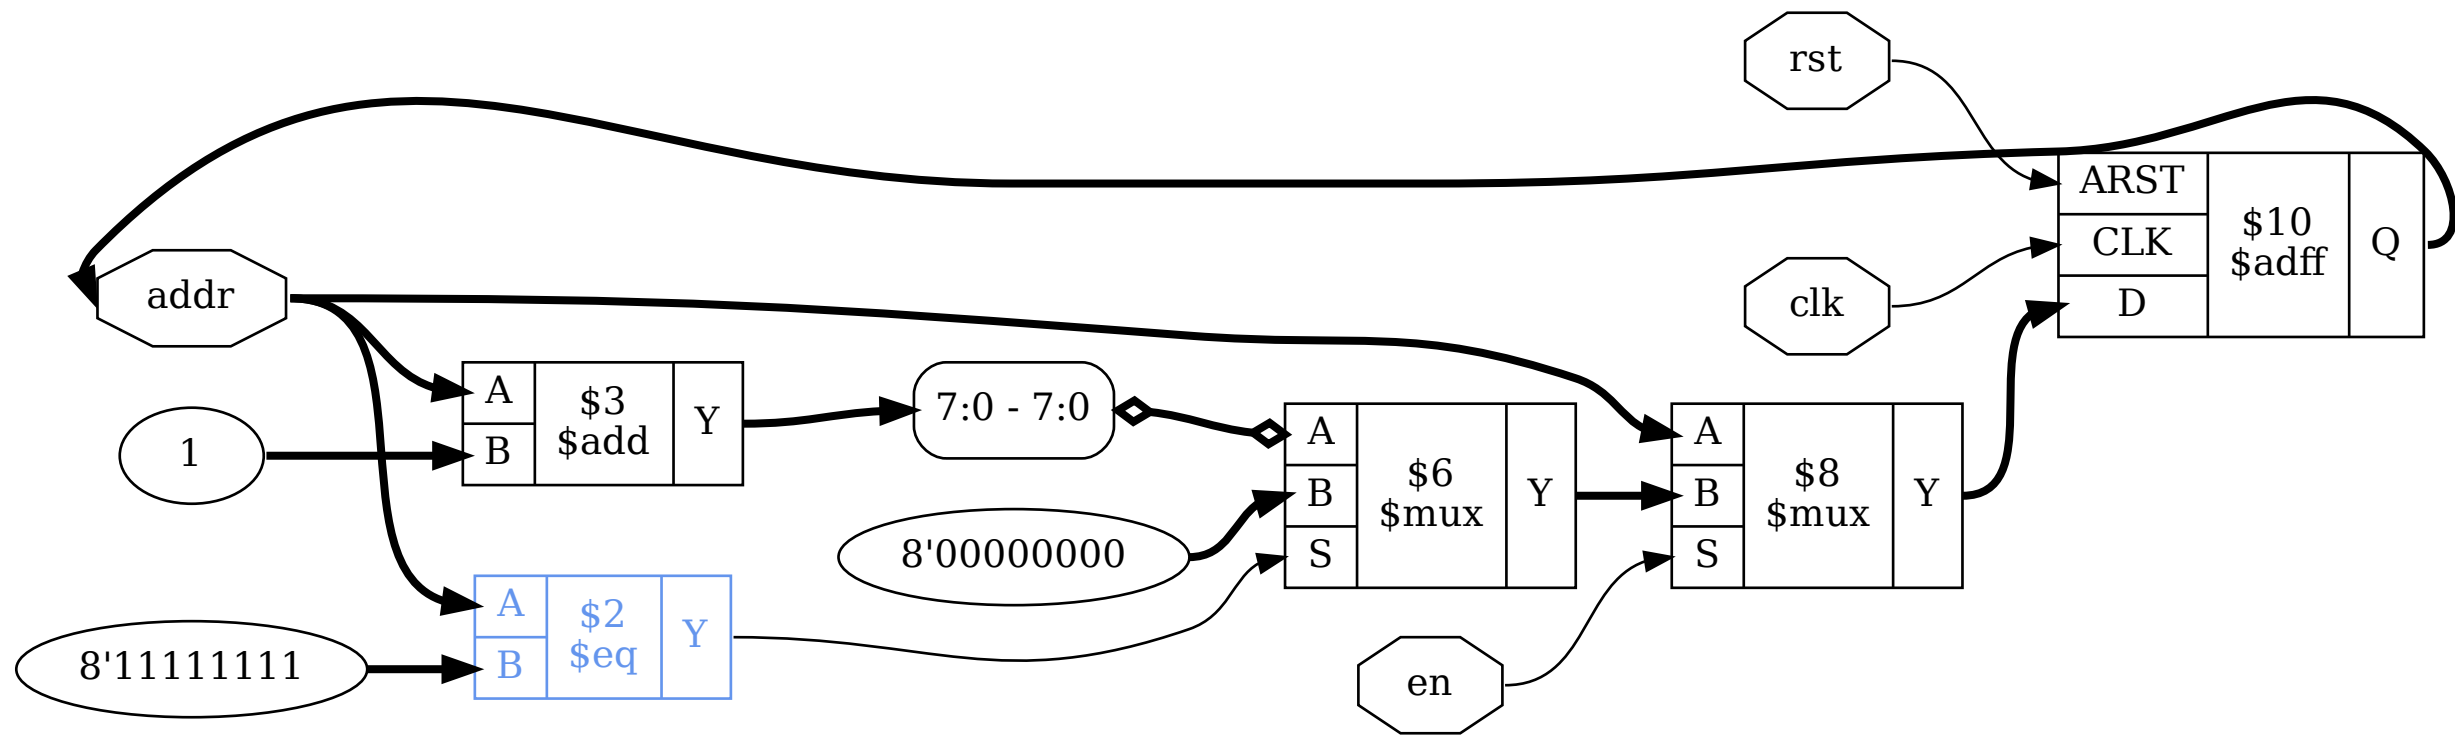 rst
ARST
CLK
D
$10
$adff
Q
clk
addr
A
B
$3
$add
Y
1
7:0 - 7:0
A
B
S
$6
$mux
Y
8'00000000
A
B
S
$8
$mux
Y
A
B
$2
$eq
Y
8'11111111
en